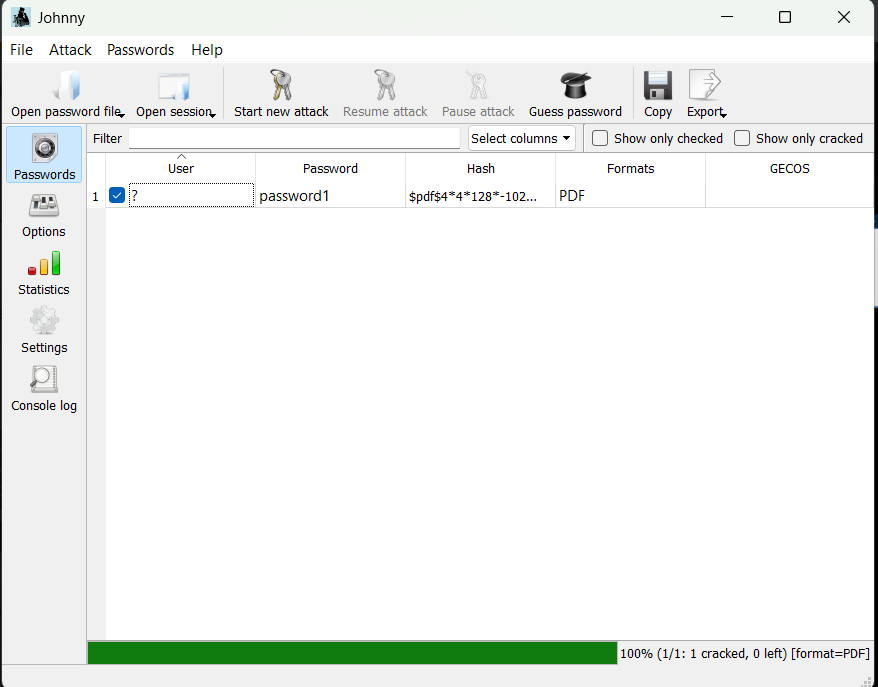 Johnny
File Attack Passwords Help
Open password file Open session Start new attack Resume attack Pause attack Guess password Copy Export
Passwords
Options
Statistics
Settings
Console log
Filter Select columns Show only checked Show only cracked
User Password Hash Formats GECOS
1 ? password1 $pdf$4*4*128*-102... PDF
100% (1/1: 1 cracked, 0 left) [format=PDF]